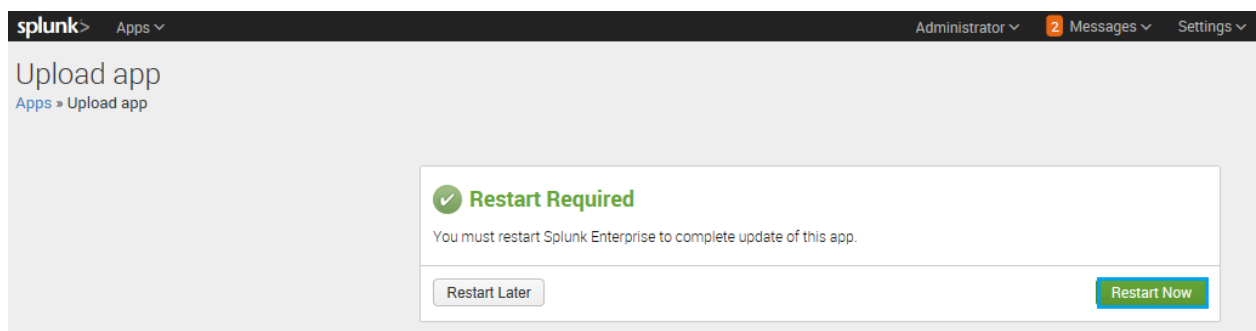 splunk> Apps Administrator 2 Messages Settings
Upload app
Apps » Upload app
Restart Required
You must restart Splunk Enterprise to complete update of this app.
Restart Later Restart Now